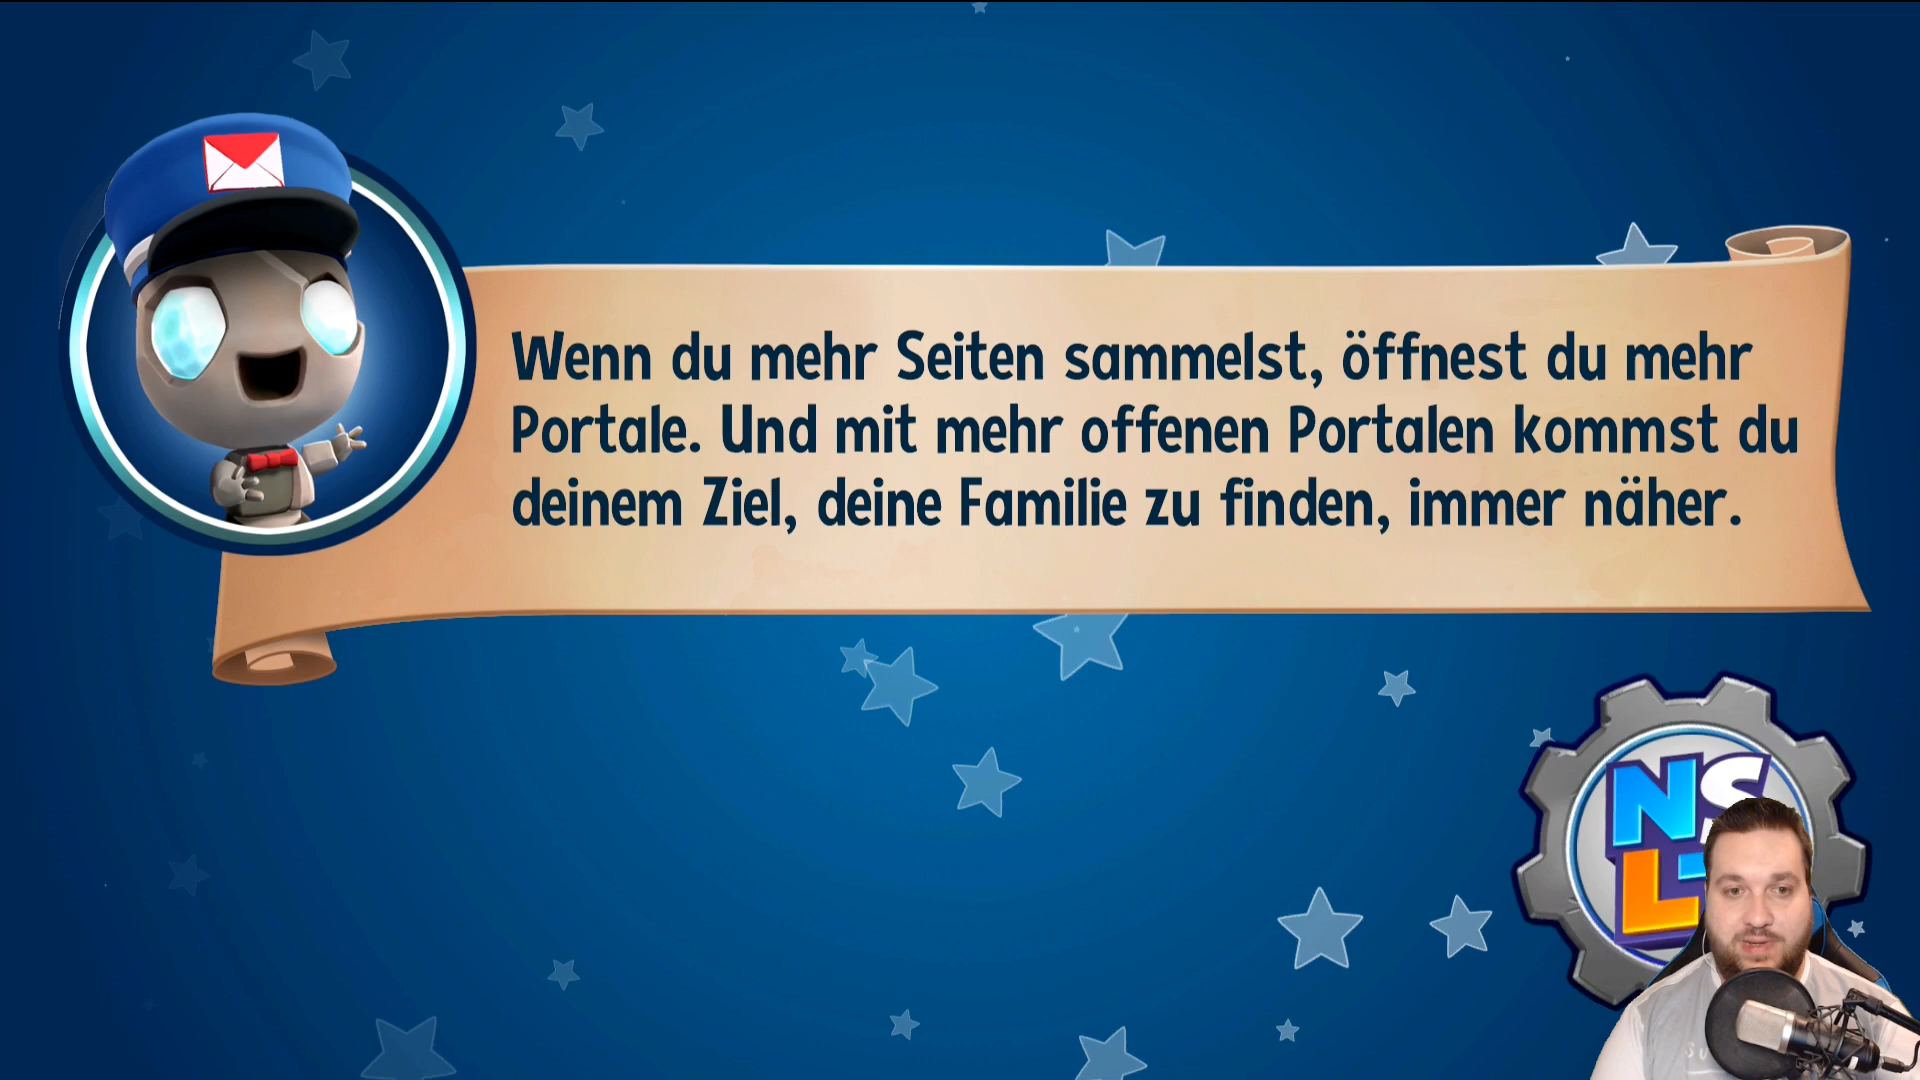 Wenn du mehr Seiten sammelst, öffnest du mehr
Portale. Und mit mehr offenen Portalen kommst du
deinem Ziel, deine Familie zu finden, immer näher.
NS
L